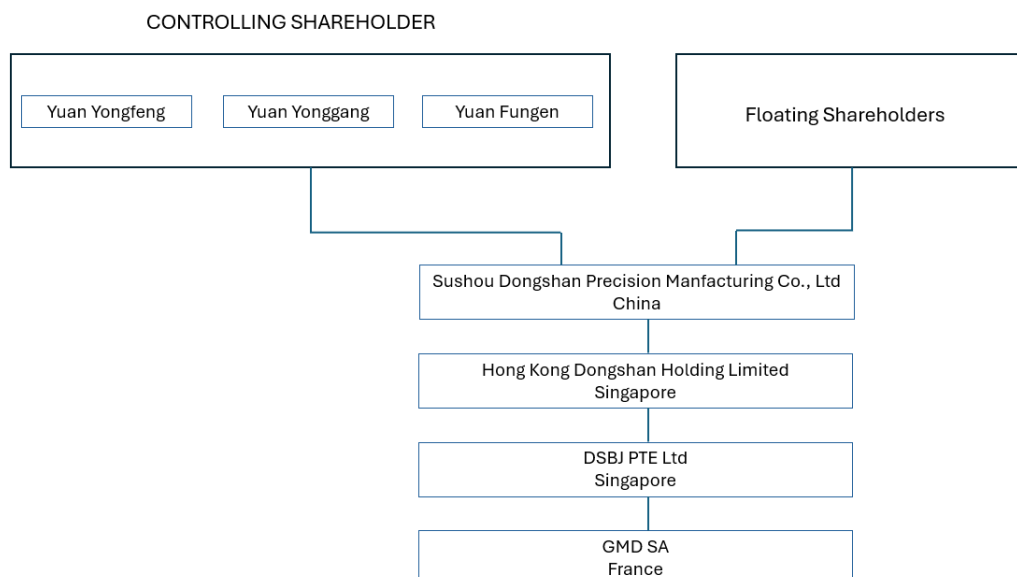 CONTROLLING SHAREHOLDER
Yuan Yongfeng
Yuan Yonggang
Yuan Fungen
Floating Shareholders
Sushou Dongshan Precision Manfacturing Co., Ltd
China
Hong Kong Dongshan Holding Limited
Singapore
DSBJ PTE Ltd
Singapore
GMD SA
France